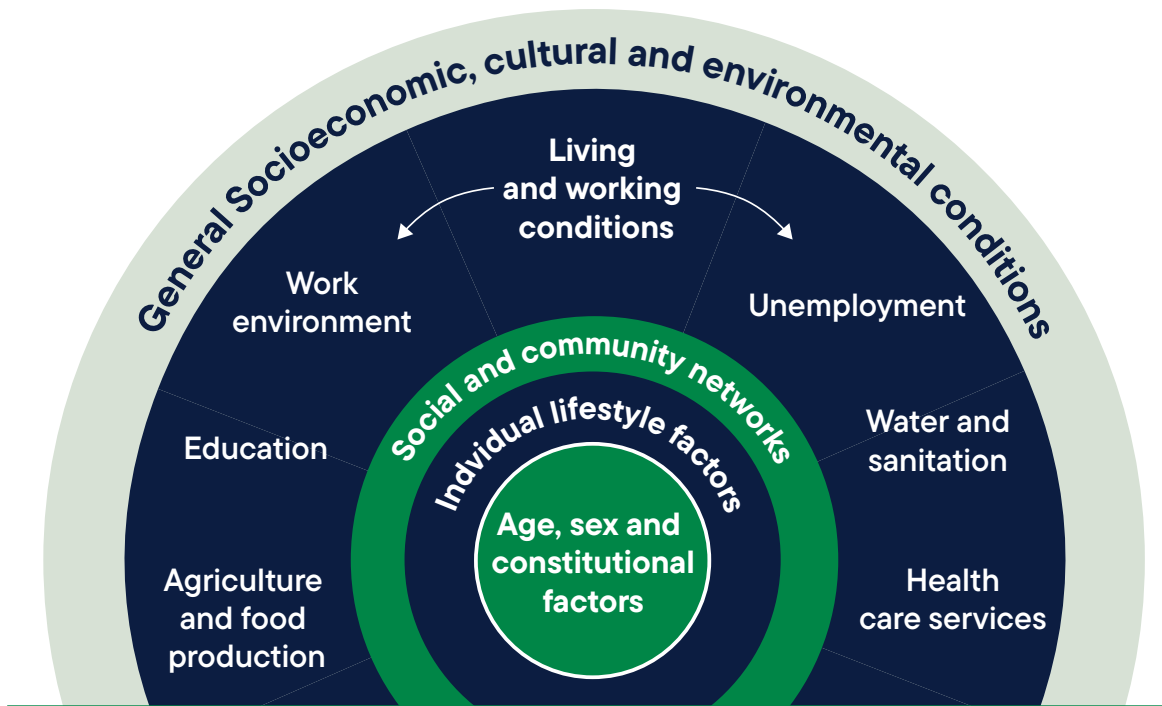 General Socioeconomic, cultural and environmental conditions
Living
and working
conditions
Work
environment
Unemployment
Social and community networks
Indvidual lifestyle factors
Education
Water and
sanitation
Age, sex and
constitutional
factors
Agriculture
and food
production
Health
care services